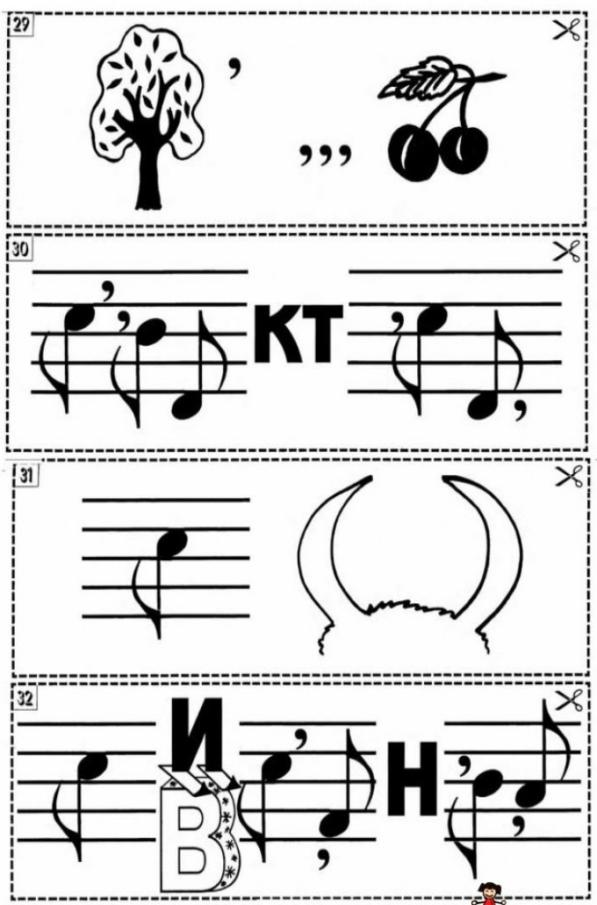 29
,
,,,
30
, , КТ , ,
31
32
И
В , , Н , ,